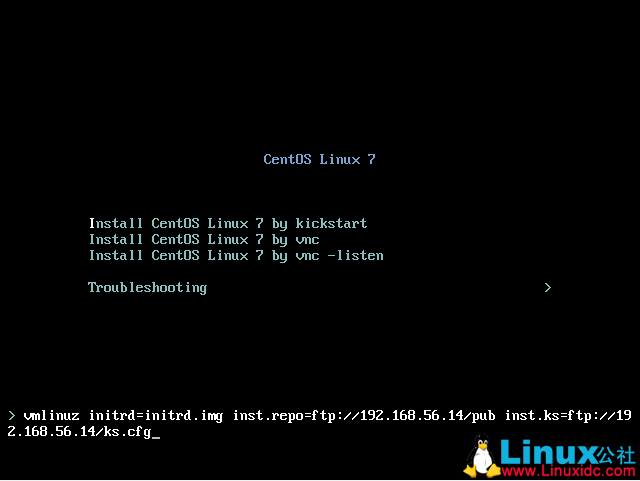 CentOS Linux 7
Install CentOS Linux 7 by kickstart
Install CentOS Linux 7 by vnc
Install CentOS Linux 7 by vnc -listen
Troubleshooting >
> vmlinuz initrd=initrd.img inst.repo=ftp://192.168.56.14/pub inst.ks=ftp://19
2.168.56.14/ks.cfg_
Linux公社
www.Linuxidc.com